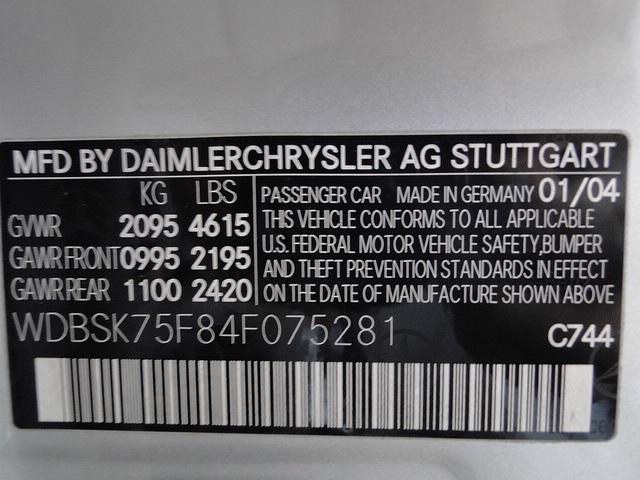 MFD BY DAIMLERCHRYSLER AG STUTTGART
KG LBS
GVWR 2095 4615
GAWR FRONT 0995 2195
GAWR REAR 1100 2420
PASSENGER CAR MADE IN GERMANY 01/04
THIS VEHICLE CONFORMS TO ALL APPLICABLE
U.S. FEDERAL MOTOR VEHICLE SAFETY, BUMPER
AND THEFT PREVENTION STANDARDS IN EFFECT
ON THE DATE OF MANUFACTURE SHOWN ABOVE
WDBSK75F84F075281 C744